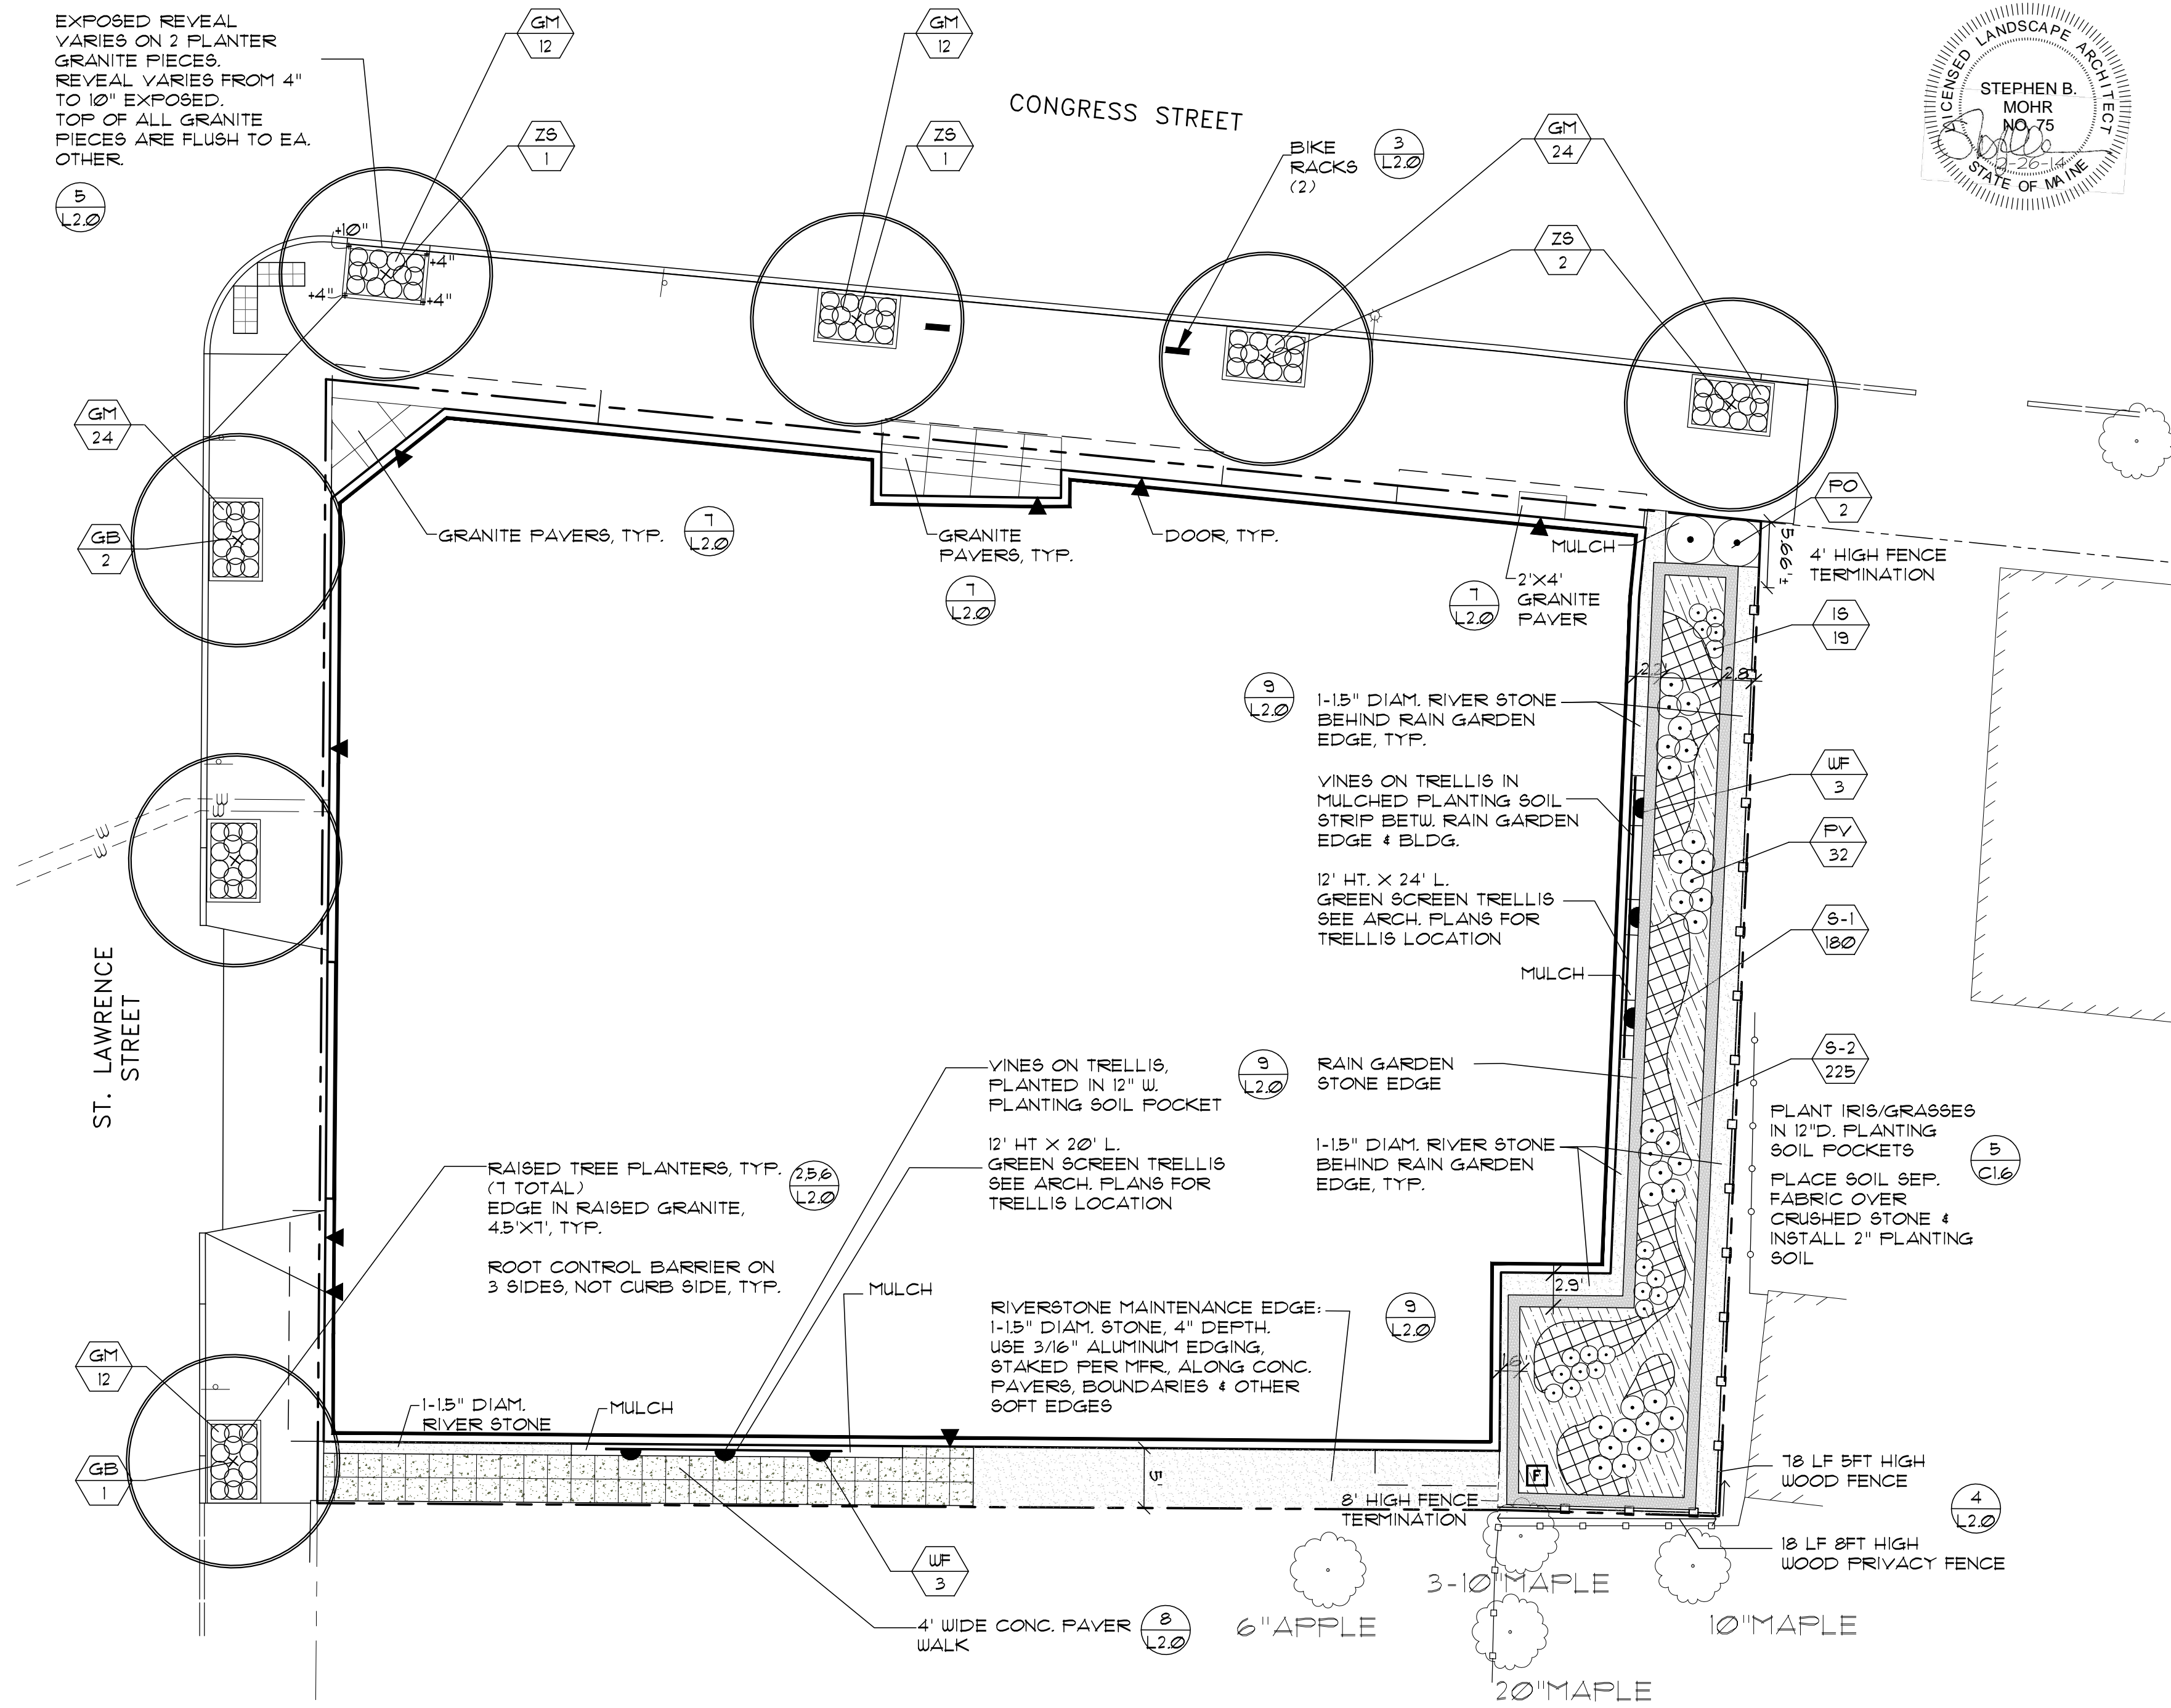 EXPOSED REVEAL
VARIES ON 2 PLANTER
GRANITE PIECES.
REVEAL VARIES FROM 4"
TO 10" EXPOSED.
TOP OF ALL GRANITE
PIECES ARE FLUSH TO EA.
OTHER.
5
L2.0
GM
12
ZS
1
GM
12
ZS
1
CONGRESS STREET
BIKE
RACKS
(2)
3
L2.0
GM
24
ZS
2
LICENSED LANDSCAPE ARCHITECT
STEPHEN B.
MOHR
NO. 75
STATE OF MAINE
+10"
+4"
+4"
+4"
GM
24
GB
2
GRANITE PAVERS, TYP.
7
L2.0
GRANITE
PAVERS, TYP.
7
L2.0
DOOR, TYP.
MULCH
7
L2.0
2'X4'
GRANITE
PAVER
PO
2
5.66'±
4' HIGH FENCE
TERMINATION
IS
19
2.2'
2.8'
9
L2.0
1-1.5" DIAM. RIVER STONE
BEHIND RAIN GARDEN
EDGE, TYP.
VINES ON TRELLIS IN
MULCHED PLANTING SOIL
STRIP BETW. RAIN GARDEN
EDGE & BLDG.
12' HT. X 24' L.
GREEN SCREEN TRELLIS
SEE ARCH. PLANS FOR
TRELLIS LOCATION
MULCH
WF
3
PV
32
S-1
180
S-2
225
W
W
W
W
ST. LAWRENCE
STREET
VINES ON TRELLIS,
PLANTED IN 12" W.
PLANTING SOIL POCKET
12' HT X 20' L.
GREEN SCREEN TRELLIS
SEE ARCH. PLANS FOR
TRELLIS LOCATION
9
L2.0
RAIN GARDEN
STONE EDGE
1-1.5" DIAM. RIVER STONE
BEHIND RAIN GARDEN
EDGE, TYP.
PLANT IRIS/GRASSES
IN 12"D. PLANTING
SOIL POCKETS
PLACE SOIL SEP.
FABRIC OVER
CRUSHED STONE &
INSTALL 2" PLANTING
SOIL
5
C1.6
RAISED TREE PLANTERS, TYP.
(7 TOTAL)
EDGE IN RAISED GRANITE,
4.5'X7', TYP.
ROOT CONTROL BARRIER ON
3 SIDES, NOT CURB SIDE, TYP.
2,5,6
L2.0
MULCH
RIVERSTONE MAINTENANCE EDGE:
1-1.5" DIAM. STONE, 4" DEPTH.
USE 3/16" ALUMINUM EDGING,
STAKED PER MFR., ALONG CONC.
PAVERS, BOUNDARIES & OTHER
SOFT EDGES
9
L2.0
2.9'
GM
12
GB
1
1-1.5" DIAM.
RIVER STONE
MULCH
5'
F
8' HIGH FENCE
TERMINATION
78 LF 5FT HIGH
WOOD FENCE
4
L2.0
18 LF 8FT HIGH
WOOD PRIVACY FENCE
WF
3
4' WIDE CONC. PAVER
WALK
8
L2.0
6"APPLE
3-10"MAPLE
10"MAPLE
20"MAPLE